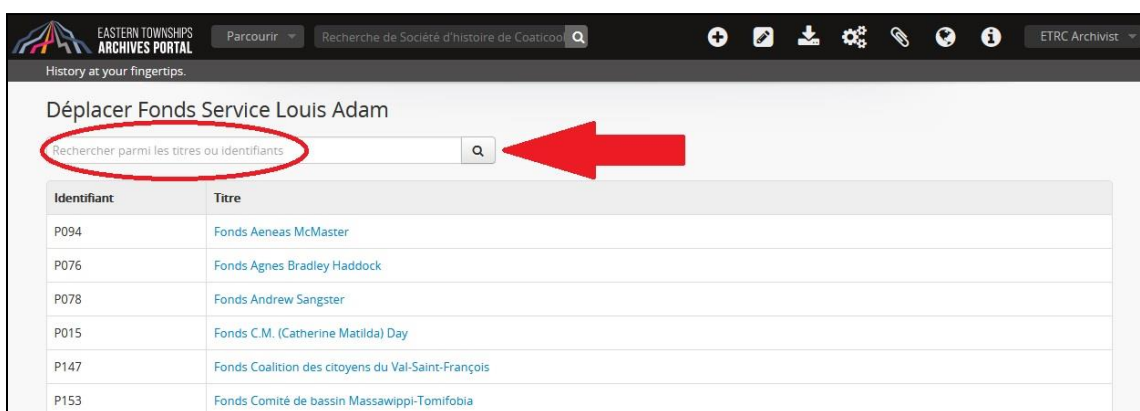 EASTERN TOWNSHIPS
ARCHIVES PORTAL
Parcourir
Recherche de Société d'histoire de Coaticook
ETRC Archivist
History at your fingertips.
Déplacer Fonds Service Louis Adam
Rechercher parmi les titres ou identifiants
Identifiant Titre
P094 Fonds Aeneas McMaster
P076 Fonds Agnes Bradley Haddock
P078 Fonds Andrew Sangster
P015 Fonds C.M. (Catherine Matilda) Day
P147 Fonds Coalition des citoyens du Val-Saint-François
P153 Fonds Comité de bassin Massawippi-Tomifobia